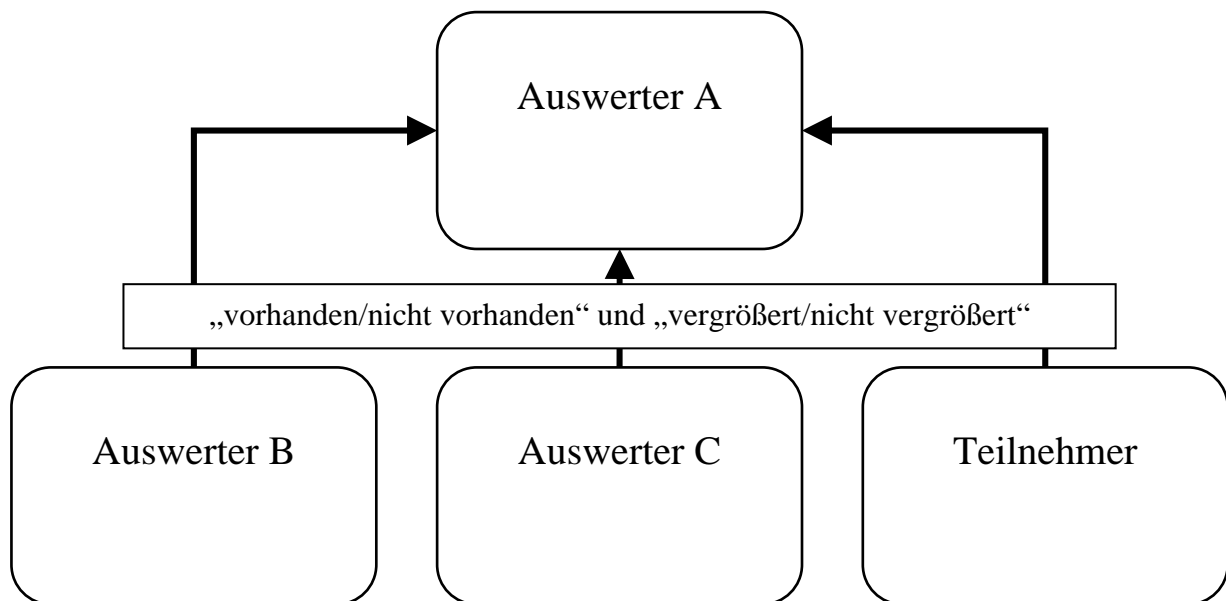 Auswerter A
„vorhanden/nicht vorhanden“ und „vergrößert/nicht vergrößert“
Auswerter B
Auswerter C
Teilnehmer